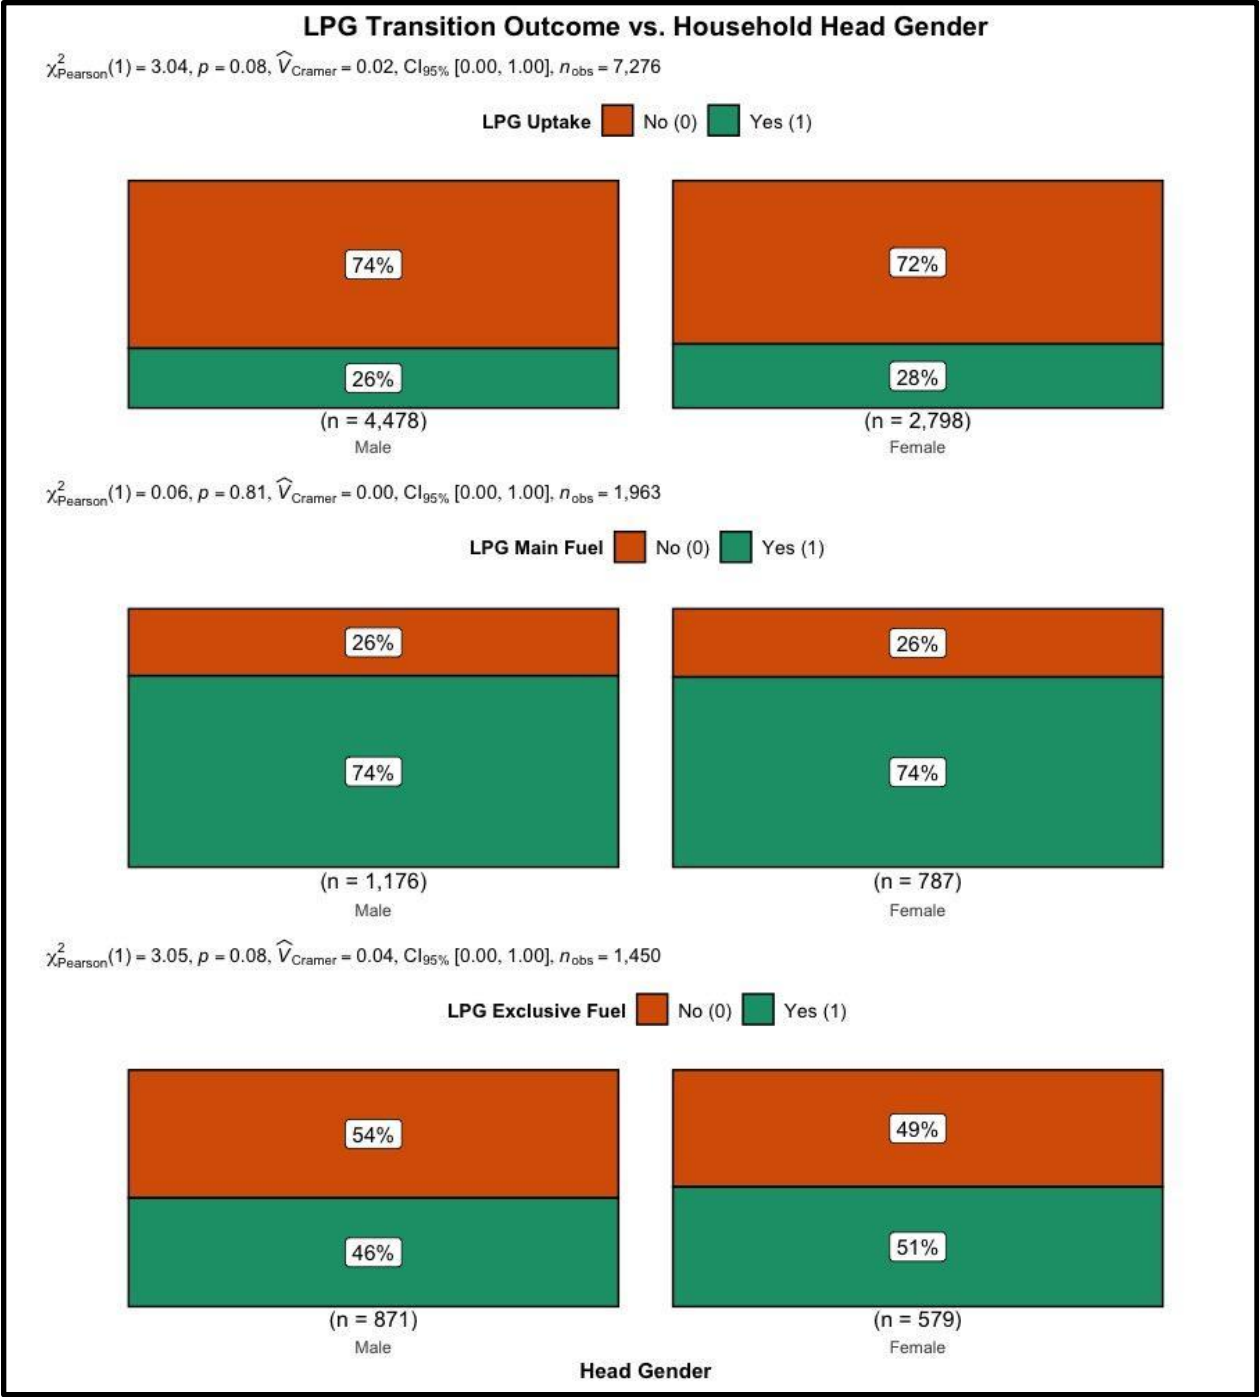 LPG Transition Outcome vs. Household Head Gender
χ²Pearson(1) = 3.04, p = 0.08, V̂Cramer = 0.02, CI95% [0.00, 1.00], nobs = 7,276
LPG Uptake No (0) Yes (1)
74% 72%
26% 28%
(n = 4,478) (n = 2,798)
Male Female
χ²Pearson(1) = 0.06, p = 0.81, V̂Cramer = 0.00, CI95% [0.00, 1.00], nobs = 1,963
LPG Main Fuel No (0) Yes (1)
26% 26%
74% 74%
(n = 1,176) (n = 787)
Male Female
χ²Pearson(1) = 3.05, p = 0.08, V̂Cramer = 0.04, CI95% [0.00, 1.00], nobs = 1,450
LPG Exclusive Fuel No (0) Yes (1)
54% 49%
46% 51%
(n = 871) (n = 579)
Male Female
Head Gender